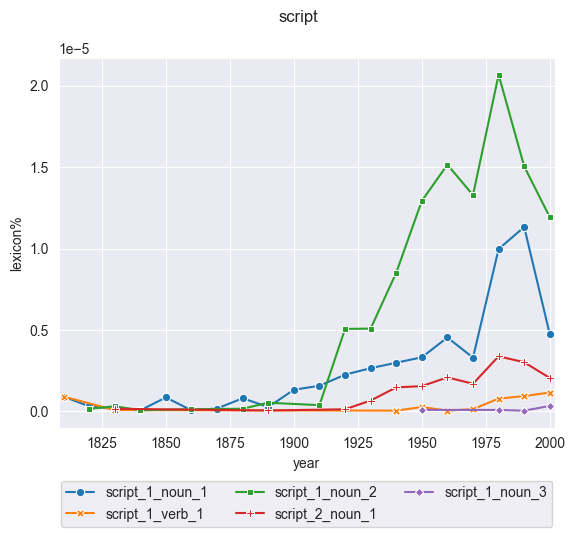 script
1e−5
2.0
1.5
1.0
0.5
0.0
lexicon%
1825 1850 1875 1900 1925 1950 1975 2000
year
script_1_noun_1 script_1_noun_2 script_1_noun_3
script_1_verb_1 script_2_noun_1